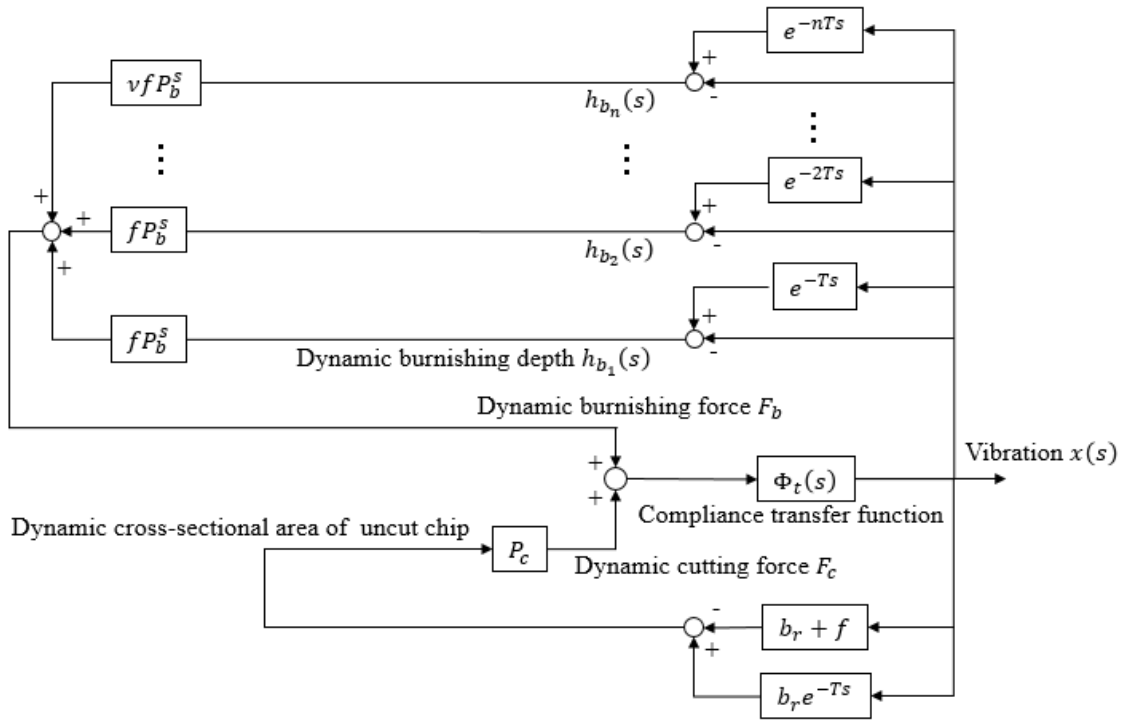 e^{-nTs}
+
-
νfP_b^s
h_{b_n}(s)
⋮
⋮
⋮
e^{-2Ts}
+
+
+
-
fP_b^s
h_{b_2}(s)
+
e^{-Ts}
+
-
fP_b^s
Dynamic burnishing depth h_{b_1}(s)
Dynamic burnishing force F_b
+
+
Φ_t(s)
Vibration x(s)
Compliance transfer function
Dynamic cross-sectional area of uncut chip
P_c
Dynamic cutting force F_c
-
+
b_r + f
b_r e^{-Ts}